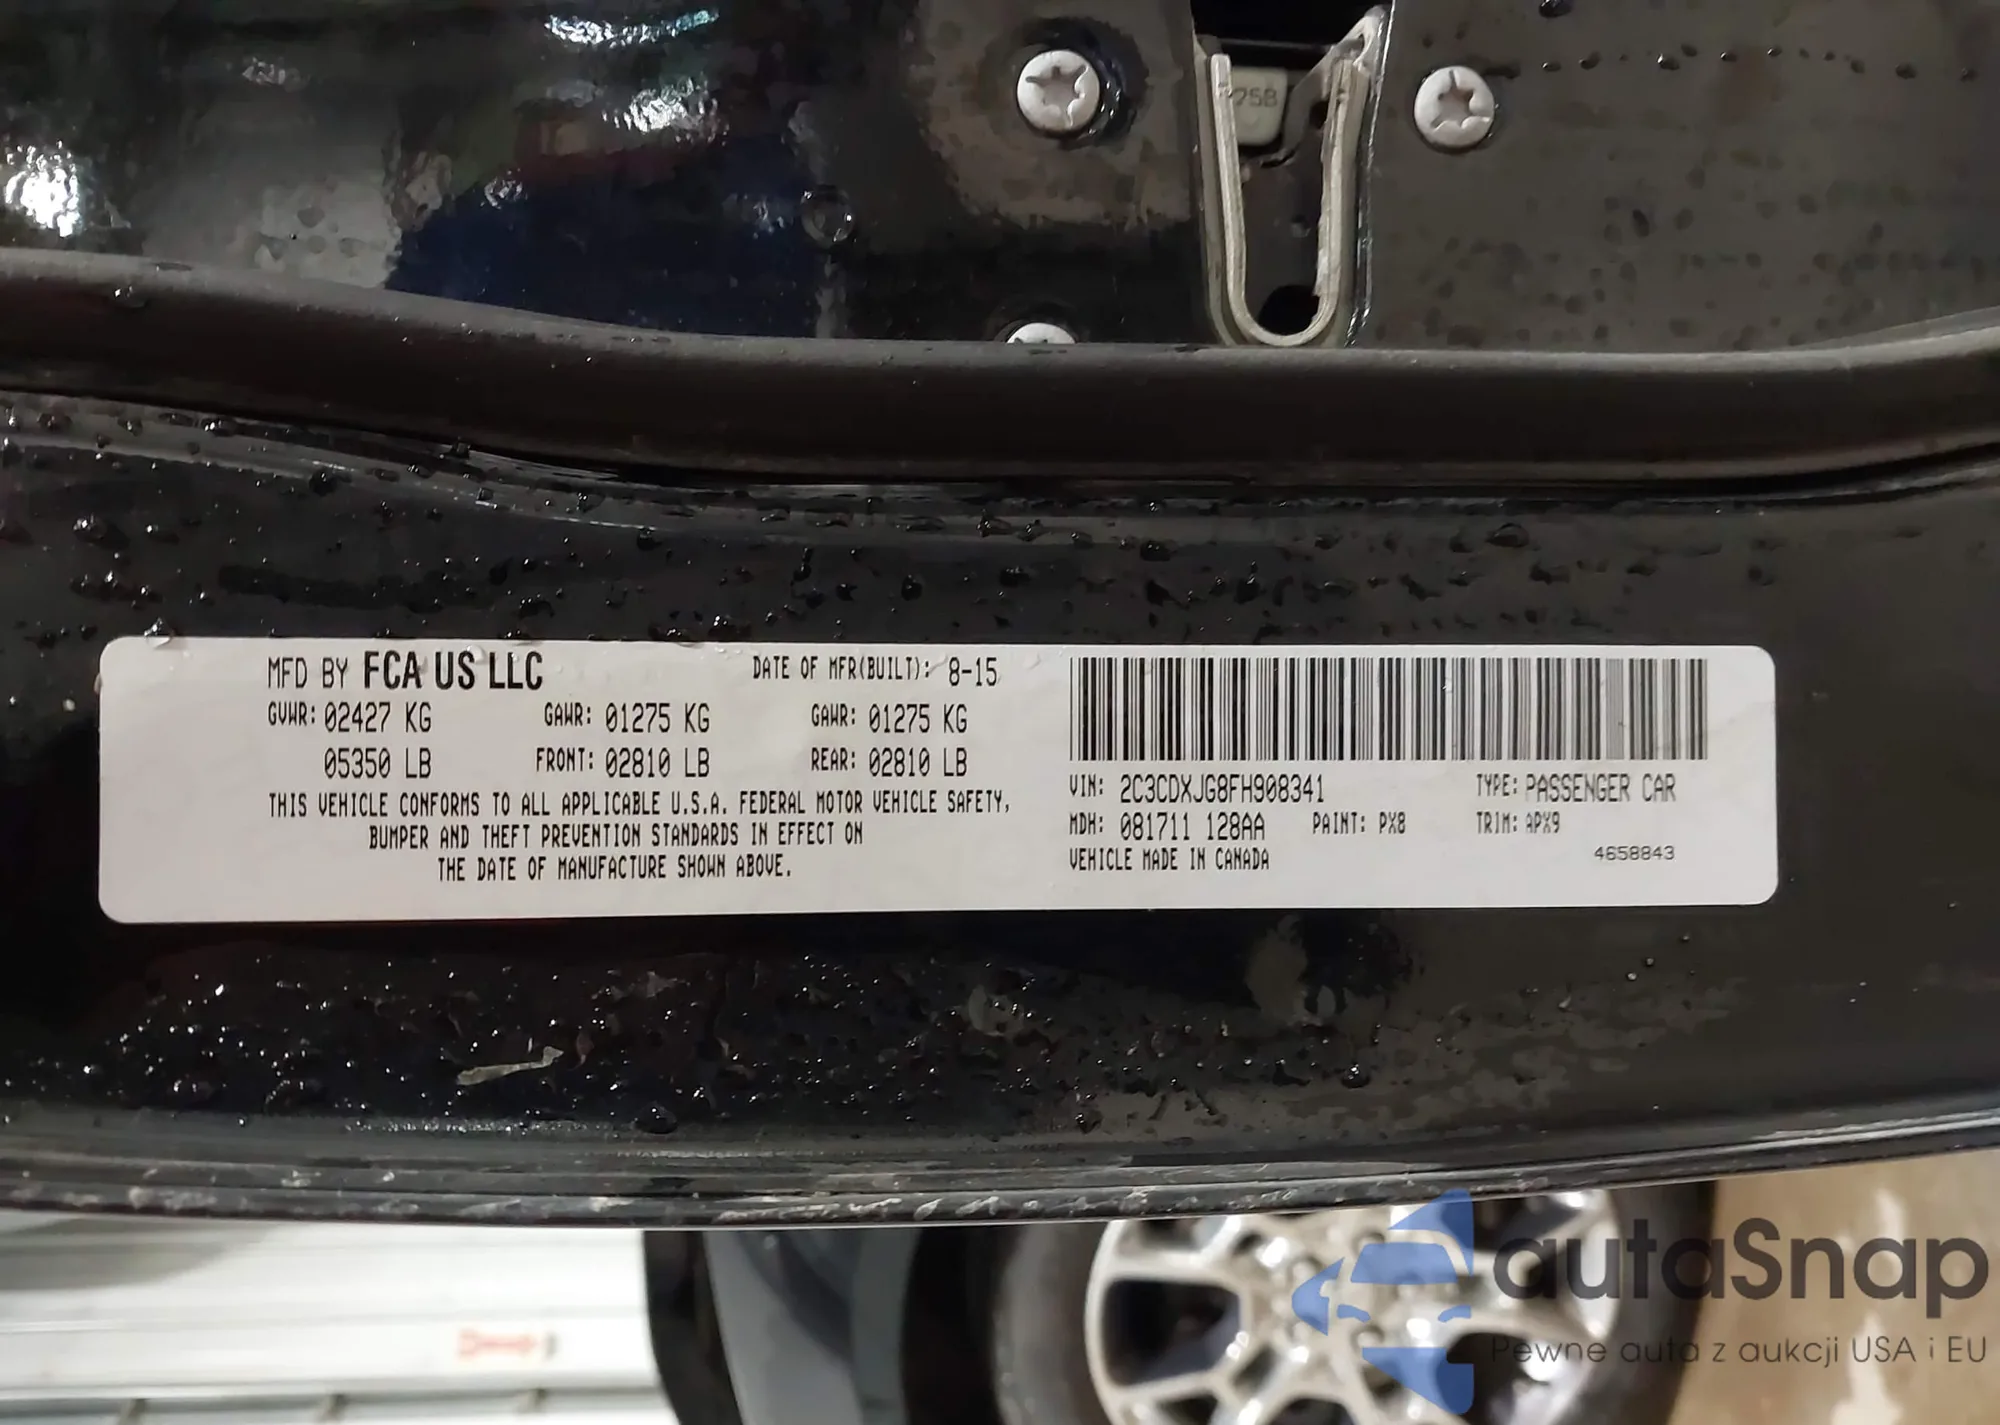 25B
MFD BY FCA US LLC DATE OF MFR(BUILT): 8-15
GVWR: 02427 KG GAWR: 01275 KG GAWR: 01275 KG
05350 LB FRONT: 02810 LB REAR: 02810 LB
THIS VEHICLE CONFORMS TO ALL APPLICABLE U.S.A. FEDERAL MOTOR VEHICLE SAFETY,
BUMPER AND THEFT PREVENTION STANDARDS IN EFFECT ON
THE DATE OF MANUFACTURE SHOWN ABOVE.
VIN: 2C3CDXJG8FH908341 TYPE: PASSENGER CAR
MDH: 081711 128AA PAINT: PX8 TRIM: APX9
VEHICLE MADE IN CANADA 4658843
autaSnap
Pewne auta z aukcji USA i EU